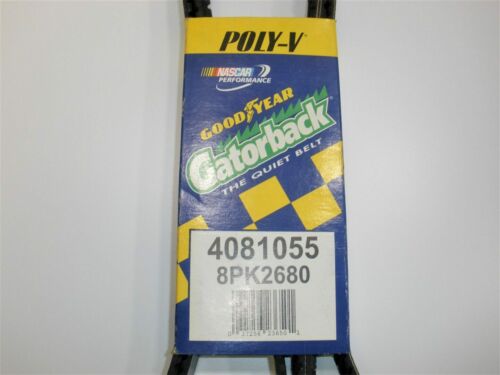 POLY-V
NASCAR
PERFORMANCE
GOODYEAR
Gatorback
THE QUIET BELT
4081055
8PK2680